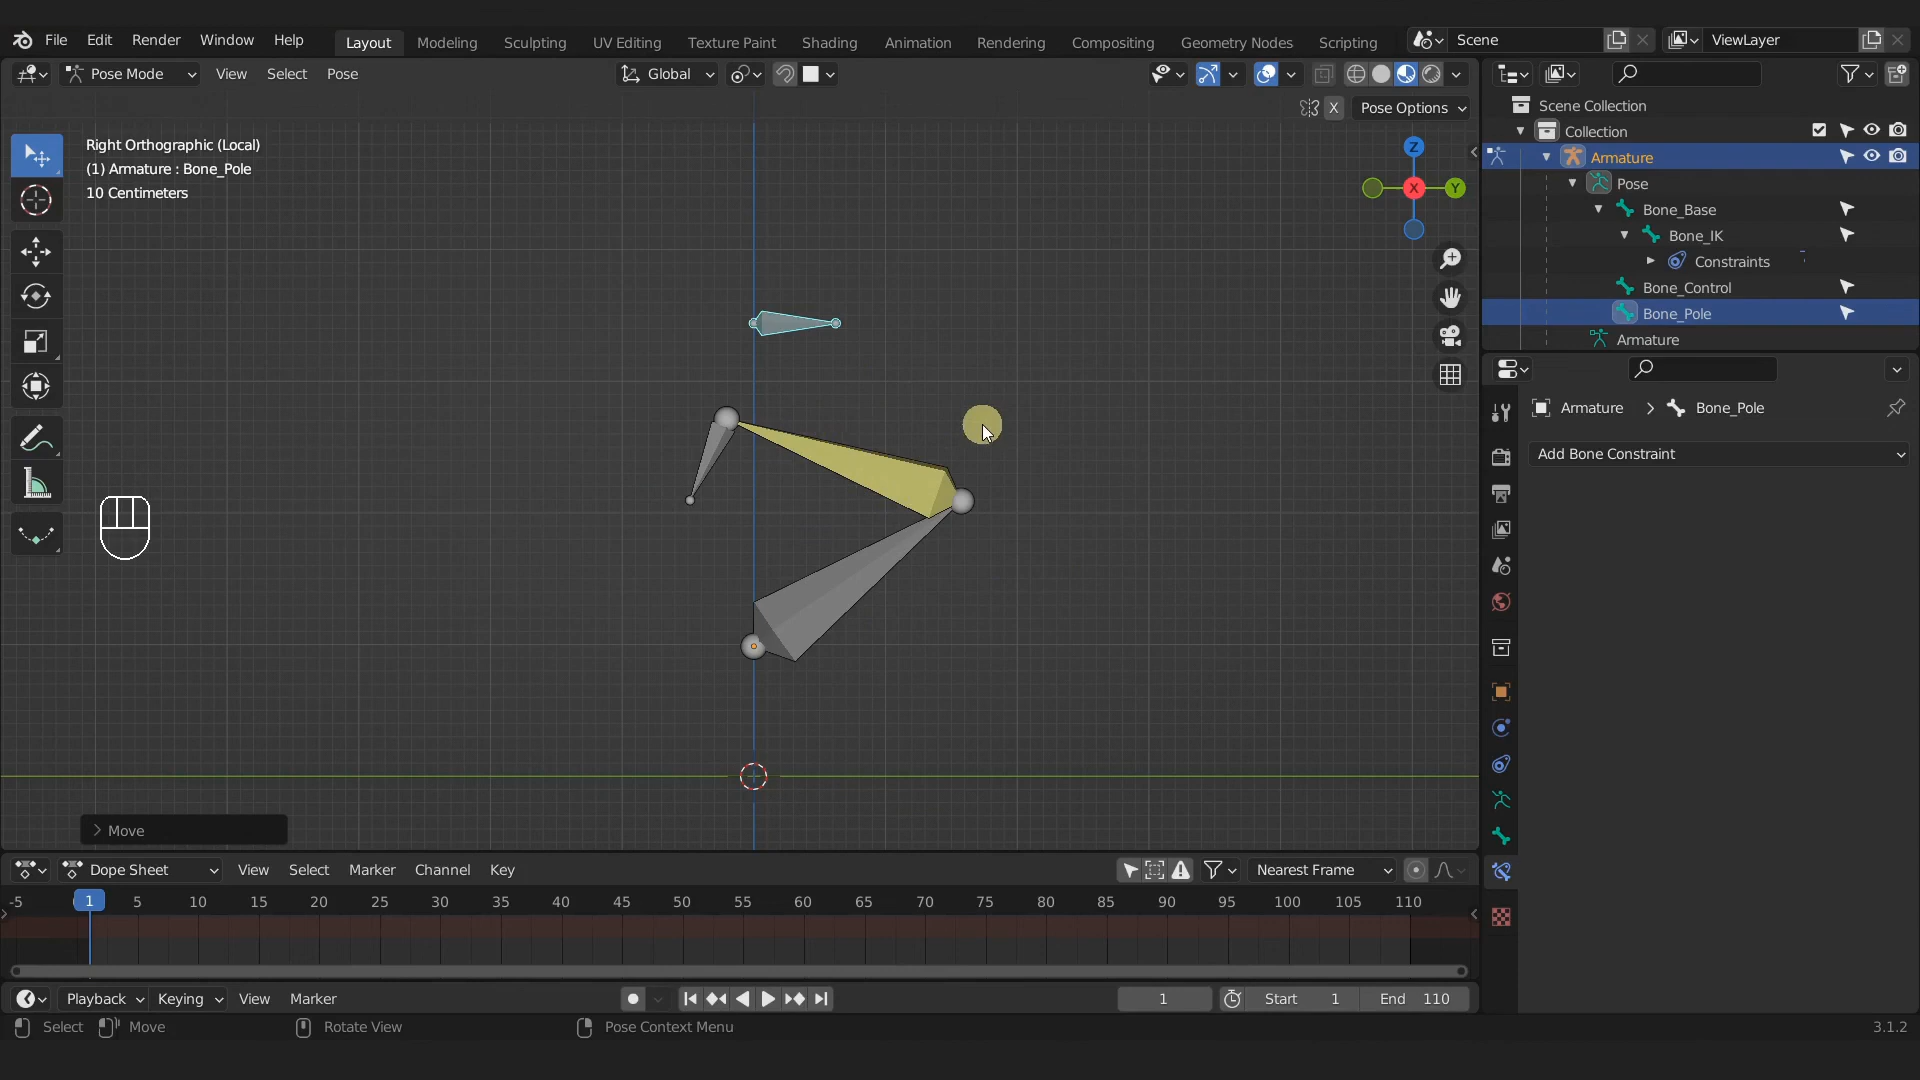 File Edit Render Window Help Layout Modeling Sculpting UV Editing Texture Paint Shading Animation Rendering Compositing Geometry Nodes Scripting Scene ViewLayer
Pose Mode View Select Pose Global
X Pose Options
Right Orthographic (Local)
(1) Armature : Bone_Pole
10 Centimeters
Z
X
Y
Move
Scene Collection
Collection
Armature
Pose
Bone_Base
Bone_IK
Constraints
Bone_Control
Bone_Pole
Armature
Armature Bone_Pole
Add Bone Constraint
Dope Sheet View Select Marker Channel Key Nearest Frame
-5 1 5 10 15 20 25 30 35 40 45 50 55 60 65 70 75 80 85 90 95 100 105 110
Playback Keying View Marker 1 Start 1 End 110
Select Move Rotate View Pose Context Menu 3.1.2